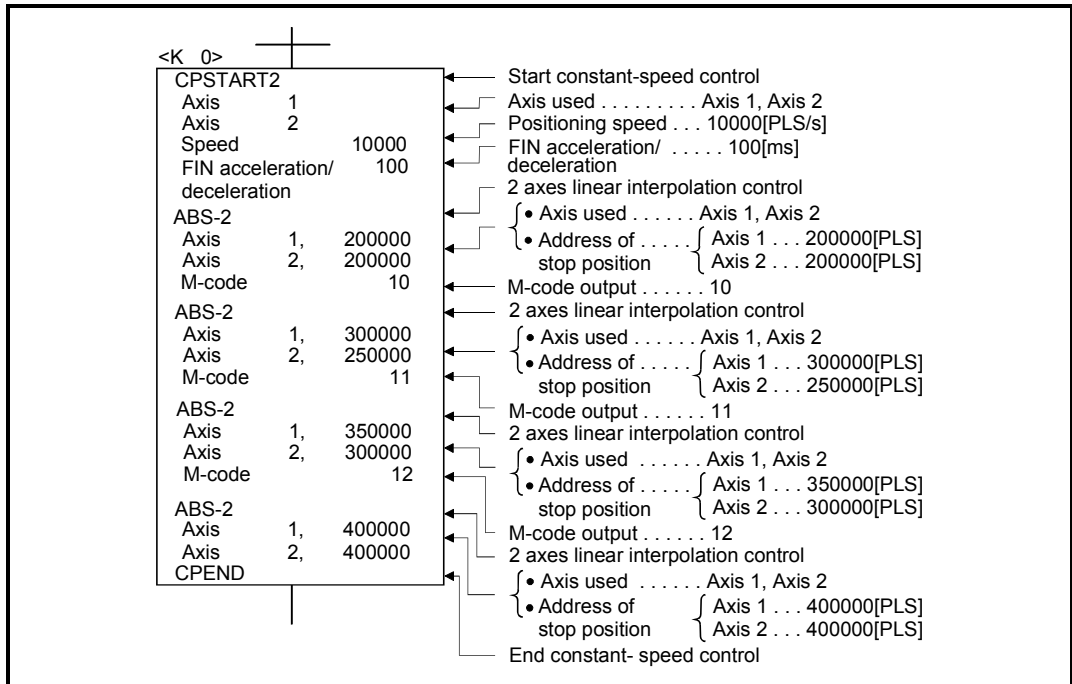 <K 0>
CPSTART2
Axis 1
Axis 2
Speed 10000
FIN acceleration/ 100
deceleration
ABS-2
Axis 1, 200000
Axis 2, 200000
M-code 10
ABS-2
Axis 1, 300000
Axis 2, 250000
M-code 11
ABS-2
Axis 1, 350000
Axis 2, 300000
M-code 12
ABS-2
Axis 1, 400000
Axis 2, 400000
CPEND
Start constant-speed control
Axis used . . . . . . . . . Axis 1, Axis 2
Positioning speed . . . 10000[PLS/s]
FIN acceleration/ . . . . . 100[ms]
deceleration
2 axes linear interpolation control
• Axis used . . . . . . Axis 1, Axis 2
• Address of . . . . . Axis 1 . . . 200000[PLS]
stop position Axis 2 . . . 200000[PLS]
M-code output . . . . . . 10
2 axes linear interpolation control
• Axis used . . . . . . Axis 1, Axis 2
• Address of . . . . . Axis 1 . . . 300000[PLS]
stop position Axis 2 . . . 250000[PLS]
M-code output . . . . . . 11
2 axes linear interpolation control
• Axis used . . . . . . Axis 1, Axis 2
• Address of . . . . . Axis 1 . . . 350000[PLS]
stop position Axis 2 . . . 300000[PLS]
M-code output . . . . . . 12
2 axes linear interpolation control
• Axis used . . . . . . Axis 1, Axis 2
• Address of Axis 1 . . . 400000[PLS]
stop position Axis 2 . . . 400000[PLS]
End constant- speed control